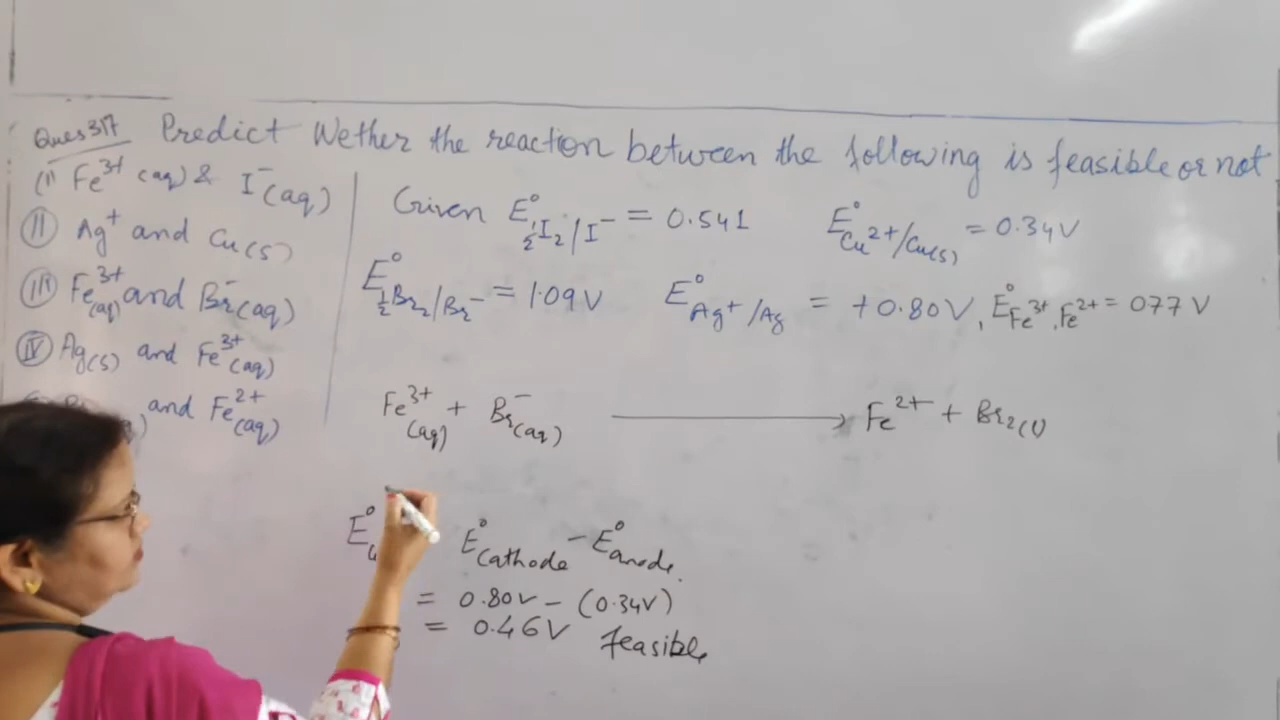 Ques 317 Predict Wether the reaction between the following is feasible or not
(i) Fe³⁺ (aq) & I⁻(aq)
(II) Ag⁺ and Cu(s)
(III) Fe³⁺(aq) and Br⁻(aq)
(IV) Ag(s) and Fe³⁺(aq)
and Fe²⁺(aq)
Given E°½I₂/I⁻ = 0.541 E°Cu²⁺/Cu(s) = 0.34V
E°½Br₂/Br⁻ = 1.09V E°Ag⁺/Ag = +0.80V, E°Fe³⁺,Fe²⁺ = 077 V
Fe³⁺(aq) + Br⁻(aq) ⟶ Fe²⁺ + Br₂(l)
E° E°Cathode - E°anode.
= 0.80V - (0.34V)
= 0.46V feasible